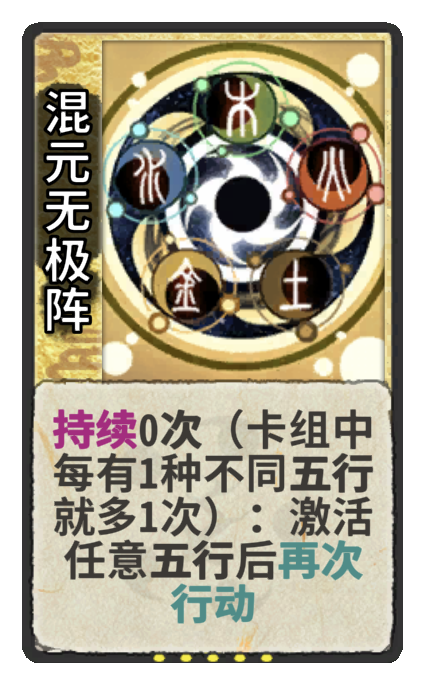 混元无极阵
木
水
火
金
土
持续0次（卡组中
每有1种不同五行
就多1次）：激活
任意五行后再次
行动